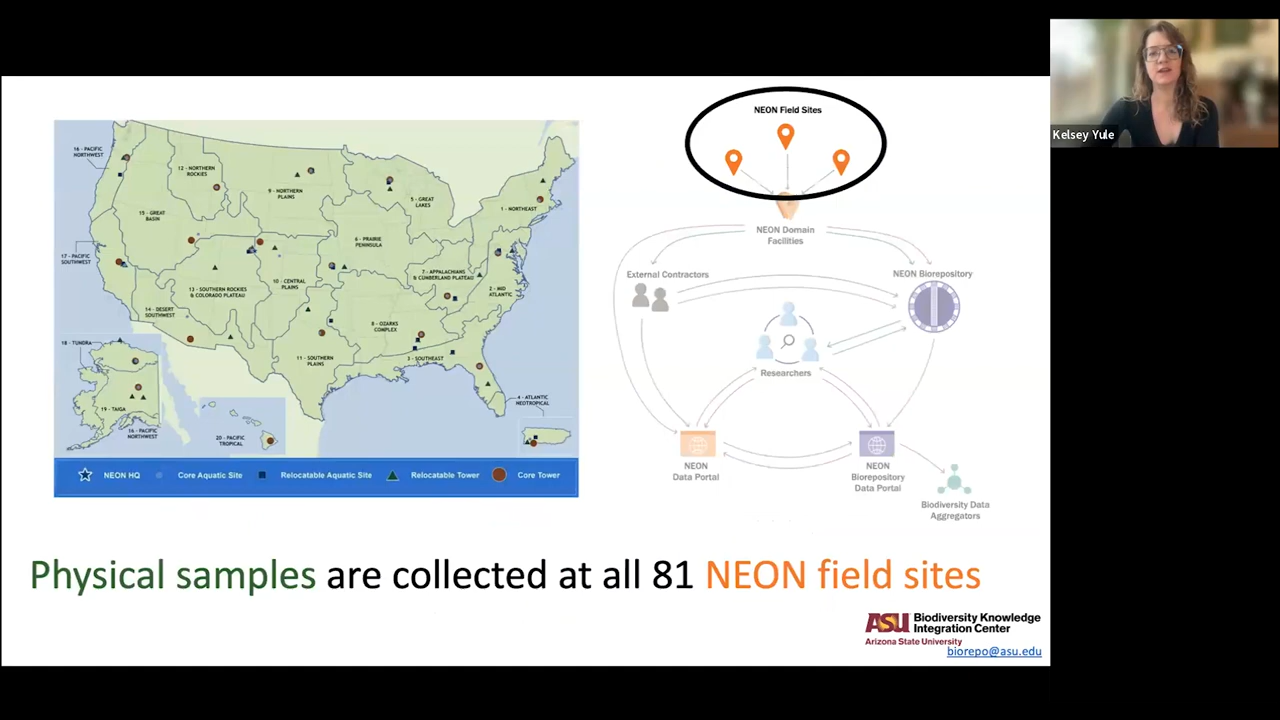 Kelsey Yule
16 - PACIFIC
NORTHWEST
12 - NORTHERN
ROCKIES
9 - NORTHERN
PLAINS
5 - GREAT
LAKES
1 - NORTHEAST
15 - GREAT
BASIN
6 - PRAIRIE
PENINSULA
17 - PACIFIC
SOUTHWEST
7 - APPALACHIANS
& CUMBERLAND PLATEAU
13 - SOUTHERN ROCKIES
& COLORADO PLATEAU
10 - CENTRAL
PLAINS
2 - MID
ATLANTIC
14 - DESERT
SOUTHWEST
8 - OZARKS
COMPLEX
18 - TUNDRA
11 - SOUTHERN
PLAINS
3 - SOUTHEAST
4 - ATLANTIC
NEOTROPICAL
19 - TAIGA
16 - PACIFIC
NORTHWEST
20 - PACIFIC
TROPICAL
NEON HQ
Core Aquatic Site
Relocatable Aquatic Site
Relocatable Tower
Core Tower
NEON Field Sites
NEON Domain
Facilities
External Contractors
NEON Biorepository
Researchers
NEON
Data Portal
NEON
Biorepository
Data Portal
Biodiversity Data
Aggregators
Physical samples are collected at all 81 NEON field sites
ASU Biodiversity Knowledge
Integration Center
Arizona State University
biorepo@asu.edu